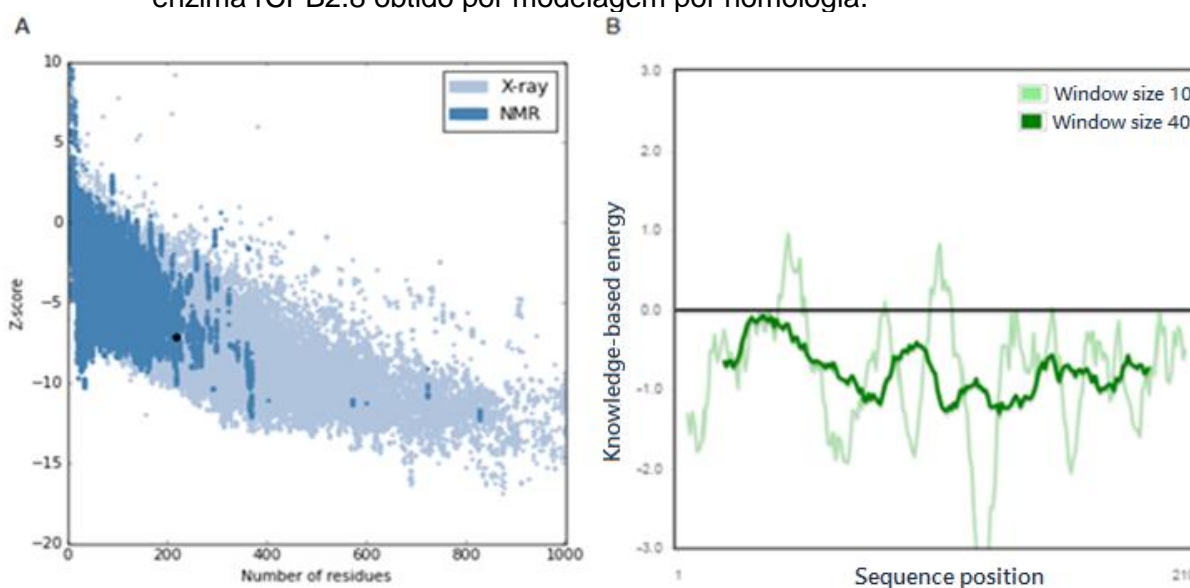 enzima rCPB2.8 obtido por modelagem por homologia.
A
B
10
5
0
−5
−10
−15
−20
Z-score
0
200
400
600
800
1000
Number of residues
X-ray
NMR
3.0
2.0
1.0
0.0
-1.0
-2.0
-3.0
Knowledge-based energy
Window size 10
Window size 40
1
Sequence position